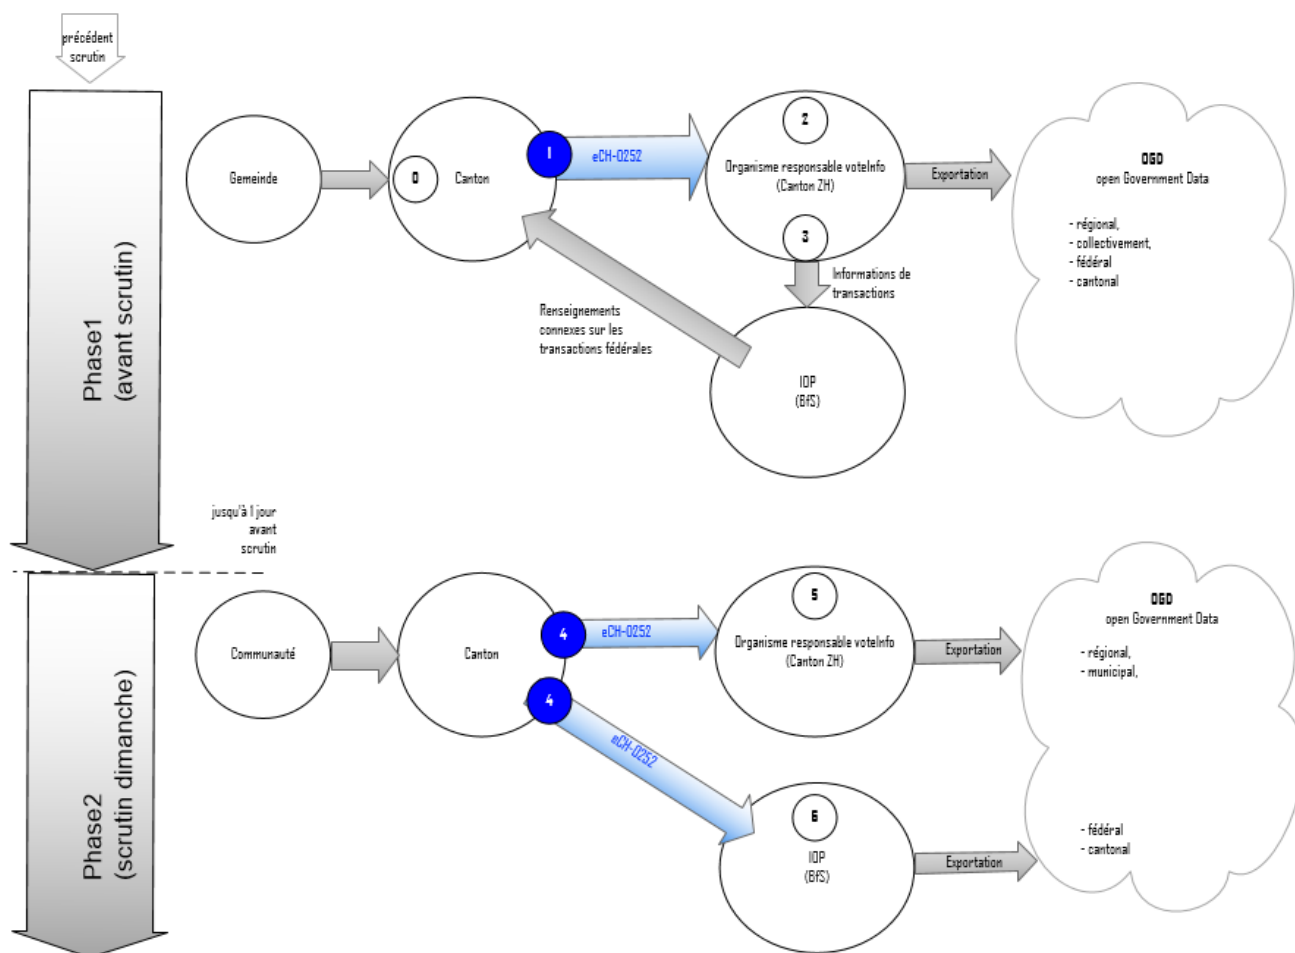 précédent
scrutin
Phase1
(avant scrutin)
Gemeinde
0
Canton
1
eCH-0252
2
Organisme responsable voteInfo
(Canton ZH)
3
Exportation
OGD
open Government Data
- régional,
- collectivement,
- fédéral
- cantonal
Informations de
transactions
Renseignements
connexes sur les
transactions fédérales
IOP
(BfS)
jusqu'à 1 jour
avant
scrutin
Phase2
(scrutin dimanche)
Communauté
Canton
4
eCH-0252
4
eCH-0252
5
Organisme responsable voteInfo
(Canton ZH)
Exportation
OGD
open Government Data
- régional,
- municipal,
- fédéral
- cantonal
6
IOP
(BfS)
Exportation